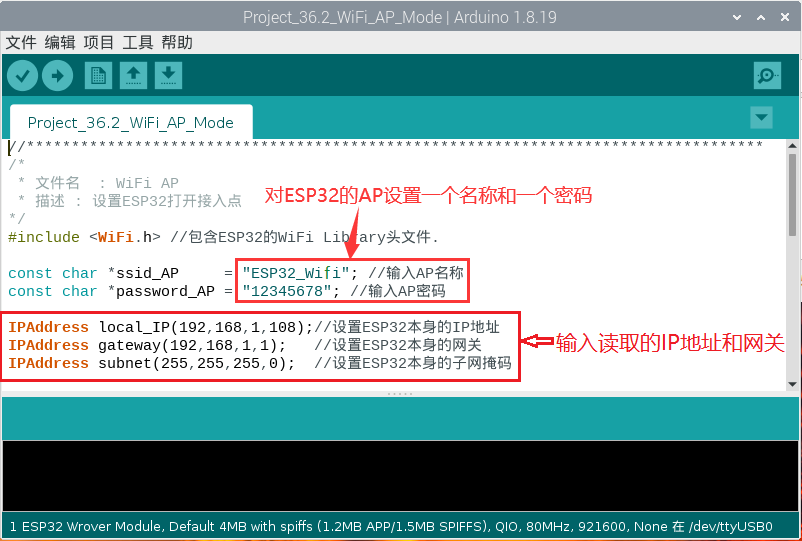 Project_36.2_WiFi_AP_Mode | Arduino 1.8.19
文件 编辑 项目 工具 帮助
Project_36.2_WiFi_AP_Mode
//**********************************************************************************
/*
* 文件名  : WiFi AP
* 描述 : 设置ESP32打开接入点
*/
对ESP32的AP设置一个名称和一个密码
#include <WiFi.h> //包含ESP32的WiFi Library头文件.
const char *ssid_AP     = "ESP32_Wifi"; //输入AP名称
const char *password_AP = "12345678"; //输入AP密码
IPAddress local_IP(192,168,1,108);//设置ESP32本身的IP地址
IPAddress gateway(192,168,1,1);   //设置ESP32本身的网关
IPAddress subnet(255,255,255,0);  //设置ESP32本身的子网掩码
输入读取的IP地址和网关
1 ESP32 Wrover Module, Default 4MB with spiffs (1.2MB APP/1.5MB SPIFFS), QIO, 80MHz, 921600, None 在 /dev/ttyUSB0